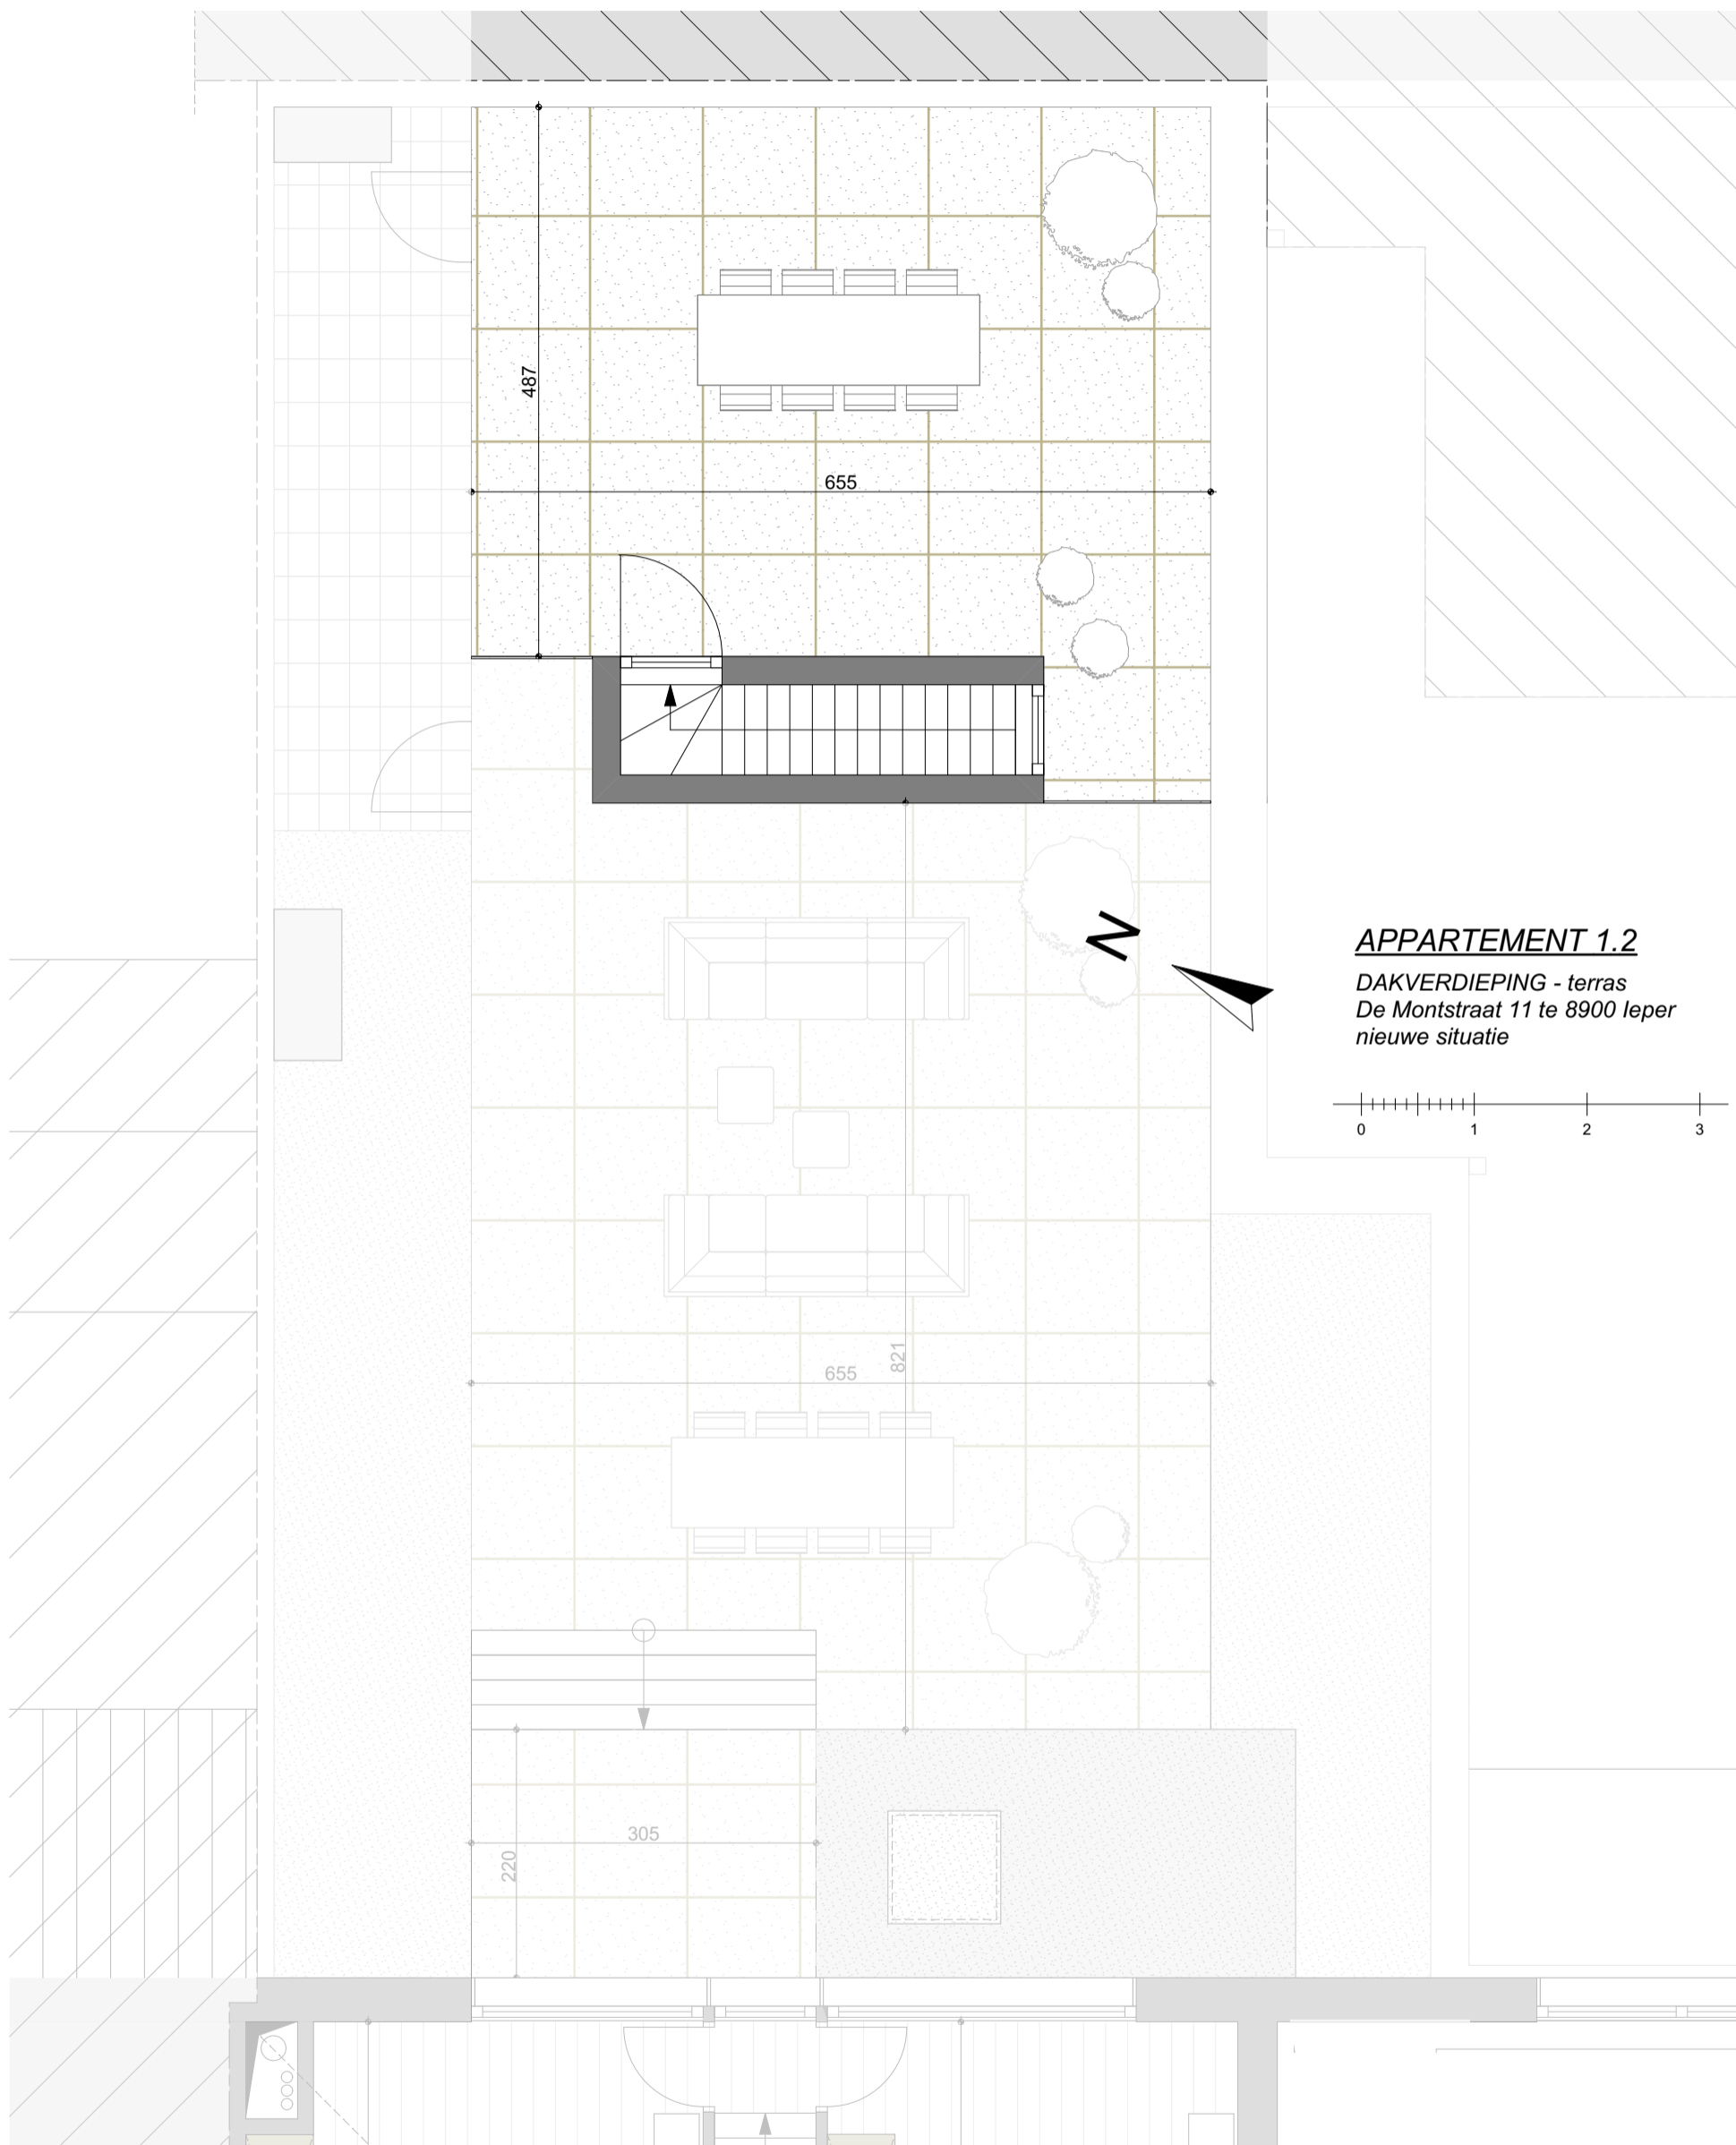 487
655
N
APPARTEMENT 1.2
DAKVERDIEPING - terras
De Montstraat 11 te 8900 Ieper
nieuwe situatie
0 1 2 3
821
655
305
220